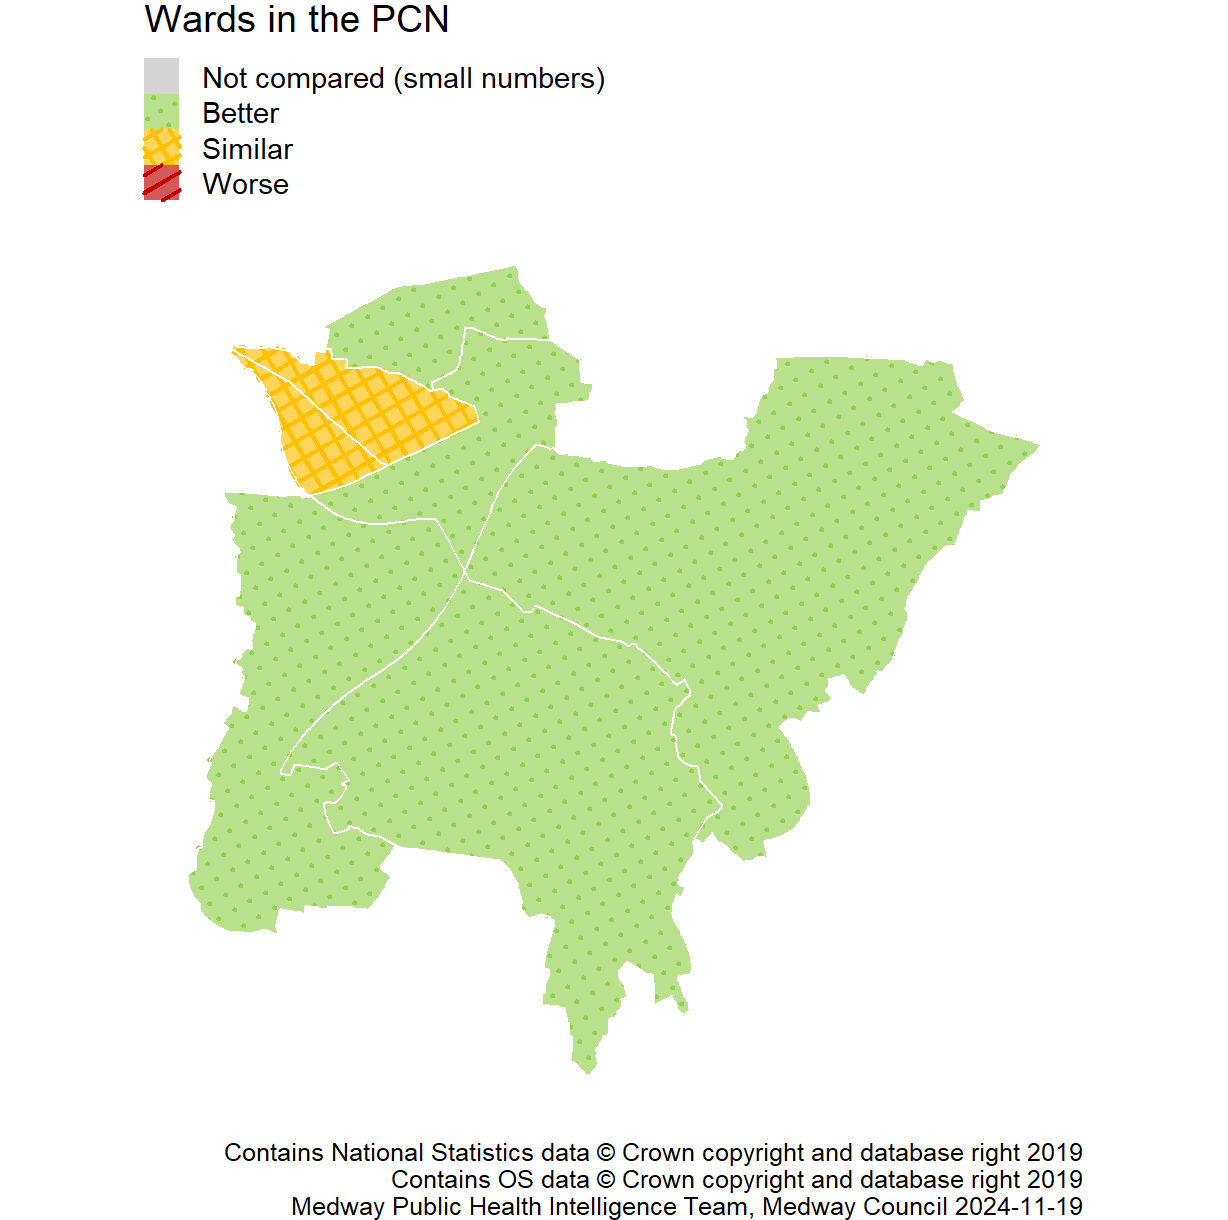 Wards in the PCN
Not compared (small numbers)
Better
Similar
Worse
Contains National Statistics data © Crown copyright and database right 2019
Contains OS data © Crown copyright and database right 2019
Medway Public Health Intelligence Team, Medway Council 2024-11-19